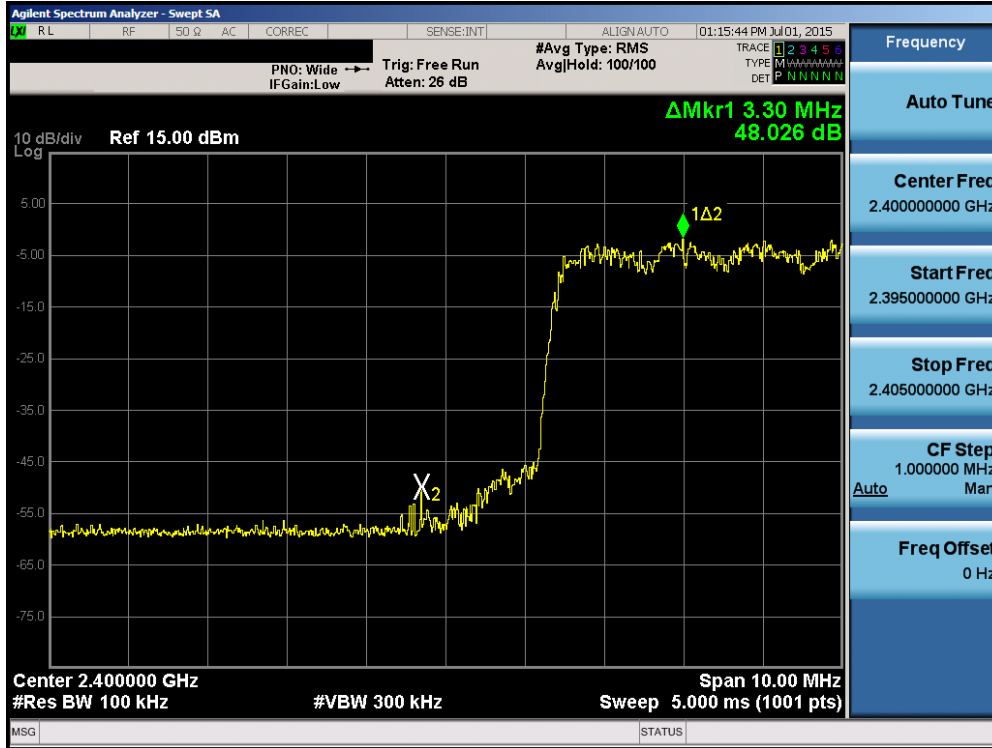 Agilent Spectrum Analyzer - Swept SA
LXI RL RF 50 Ω AC CORREC SENSE:INT ALIGN AUTO 01:15:44 PM Jul 01, 2015
PNO: Wide
IFGain:Low
Trig: Free Run
Atten: 26 dB
#Avg Type: RMS
Avg|Hold: 100/100
TRACE 1 2 3 4 5 6
TYPE M WWWWW
DET P N N N N N
ΔMkr1 3.30 MHz
48.026 dB
10 dB/div Ref 15.00 dBm
Log
5.00
-5.00
-15.0
-25.0
-35.0
-45.0
-55.0
-65.0
-75.0
1Δ2
X2
Center 2.400000 GHz Span 10.00 MHz
#Res BW 100 kHz #VBW 300 kHz Sweep 5.000 ms (1001 pts)
MSG STATUS
Frequency
Auto Tune
Center Freq
2.400000000 GHz
Start Freq
2.395000000 GHz
Stop Freq
2.405000000 GHz
CF Step
1.000000 MHz
Auto Man
Freq Offset
0 Hz